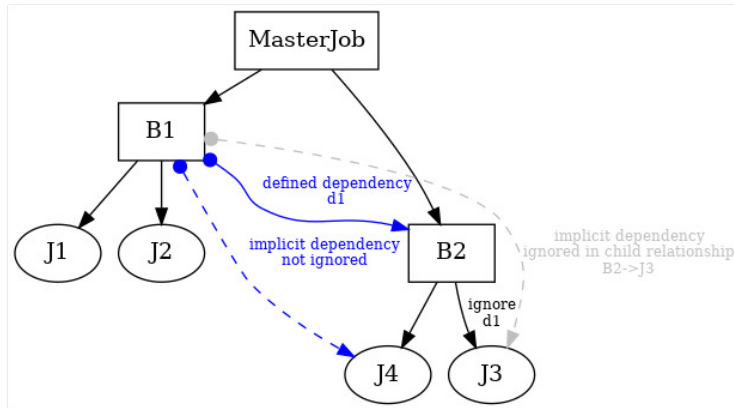 MasterJob
B1
defined dependency
d1
implicit dependency
not ignored
implicit dependency
ignored in child relationship
B2->J3
J1
J2
B2
ignore
d1
J4
J3